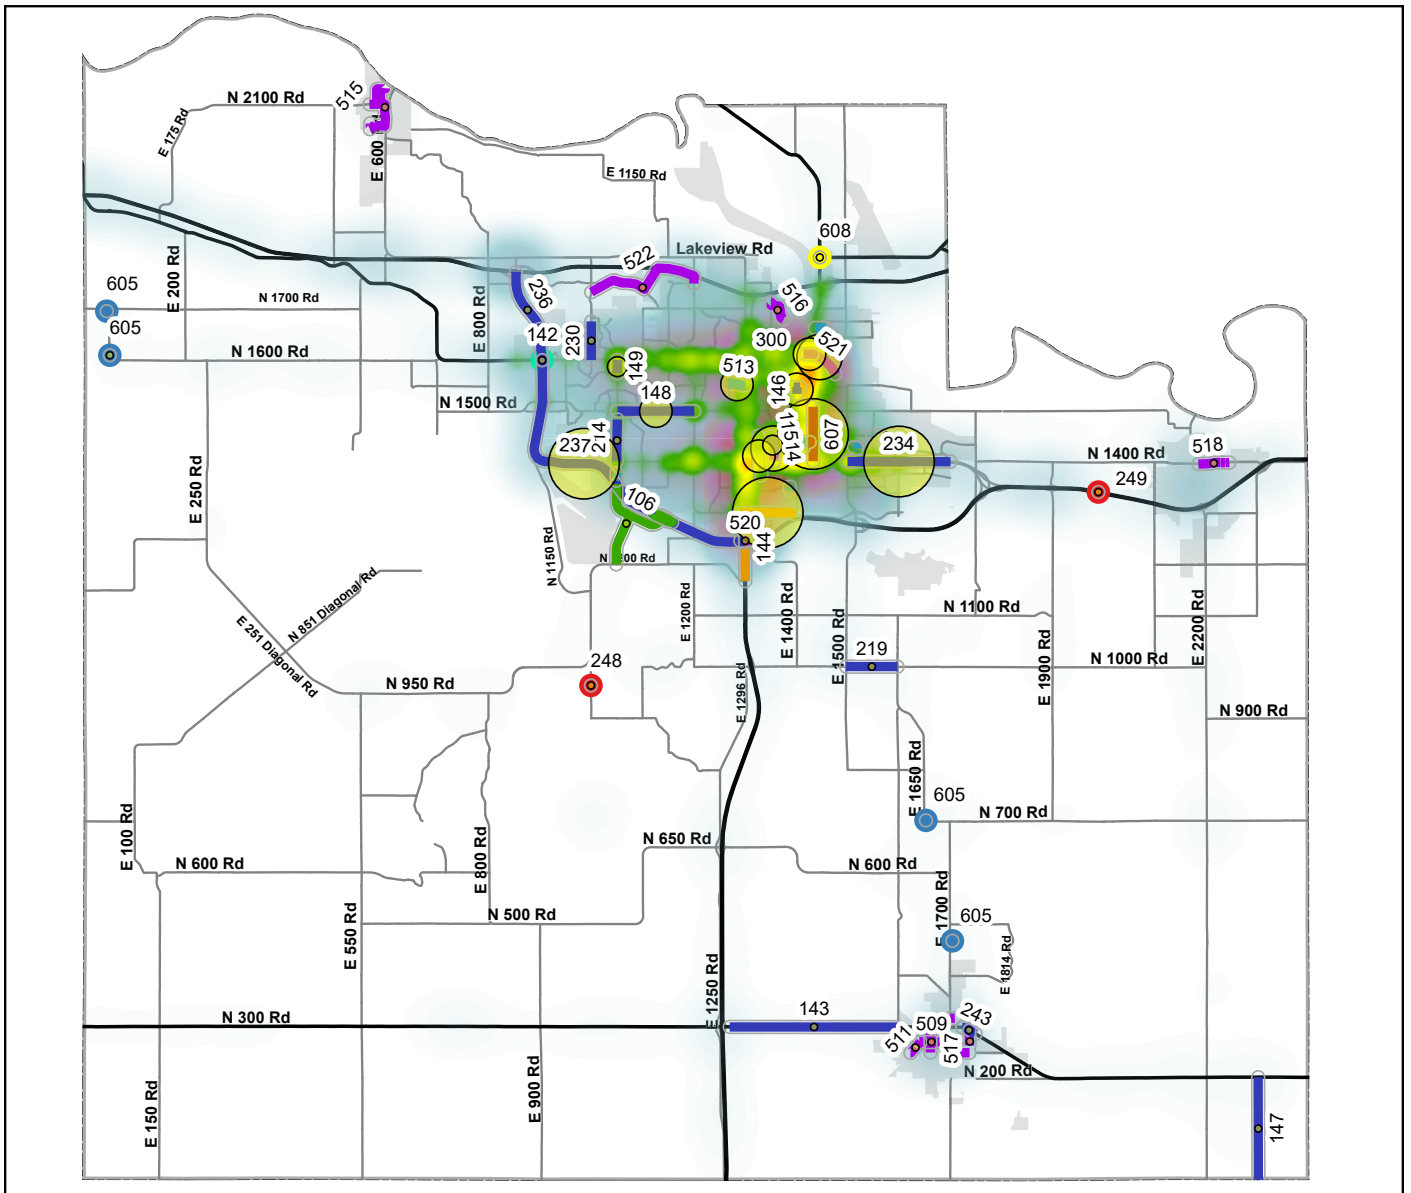 515
N 2100 Rd
E 175 Rd
E 600
E 1150 Rd
608
Lakeview Rd
522
605
E 200 Rd
N 1700 Rd
E 800 Rd
236
516
605
142
230
300
521
N 1600 Rd
149
513
146
148
N 1500 Rd
214
237
115
14
607
234
N 1400 Rd
518
249
E 250 Rd
106
520
144
N 1150 Rd
N 851 Diagonal Rd
E 251 Diagonal Rd
E 1200 Rd
E 1400 Rd
E 1500 Rd
N 1100 Rd
E 1900 Rd
E 2200 Rd
219
N 1000 Rd
248
N 950 Rd
E 1296 Rd
N 900 Rd
E 1650 Rd
605
N 700 Rd
E 100 Rd
N 650 Rd
N 600 Rd
E 800 Rd
N 600 Rd
E 550 Rd
N 500 Rd
E 1700 Rd
605
E 1814 Rd
E 1250 Rd
N 300 Rd
143
511
509
517
243
N 200 Rd
E 150 Rd
E 900 Rd
147